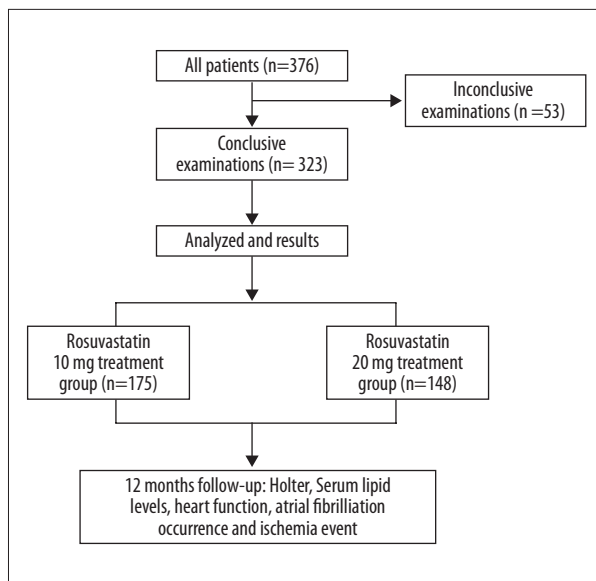 All patients (n=376)
Inconclusive
examinations (n =53)
Conclusive
examinations (n= 323)
Analyzed and results
Rosuvastatin
10 mg treatment
group (n=175)
Rosuvastatin
20 mg treatment
group (n=148)
12 months follow-up: Holter, Serum lipid
levels, heart function, atrial fibrilliation
occurrence and ischemia event